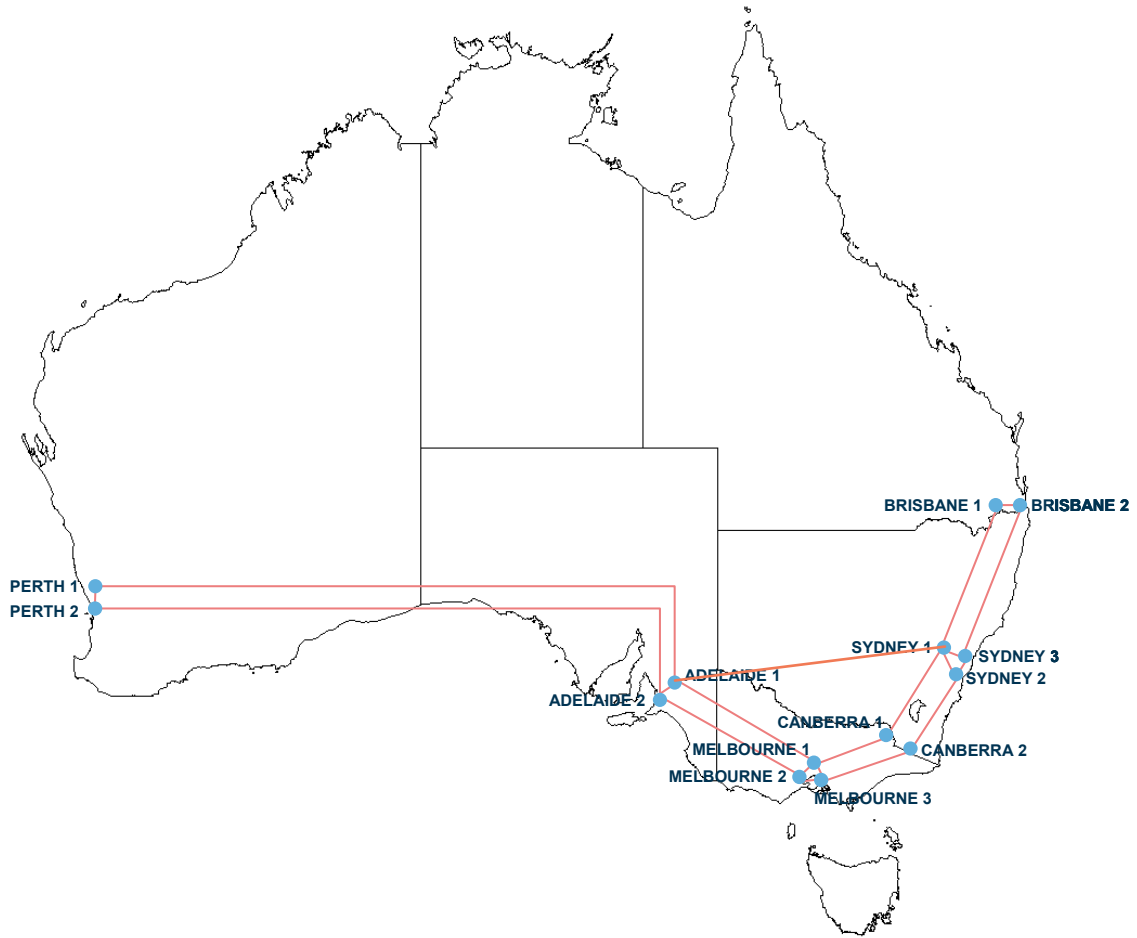 BRISBANE 1
BRISBANE 2
PERTH 1
PERTH 2
SYDNEY 1
SYDNEY 3
SYDNEY 2
ADELAIDE 1
ADELAIDE 2
CANBERRA 1
CANBERRA 2
MELBOURNE 1
MELBOURNE 2
MELBOURNE 3